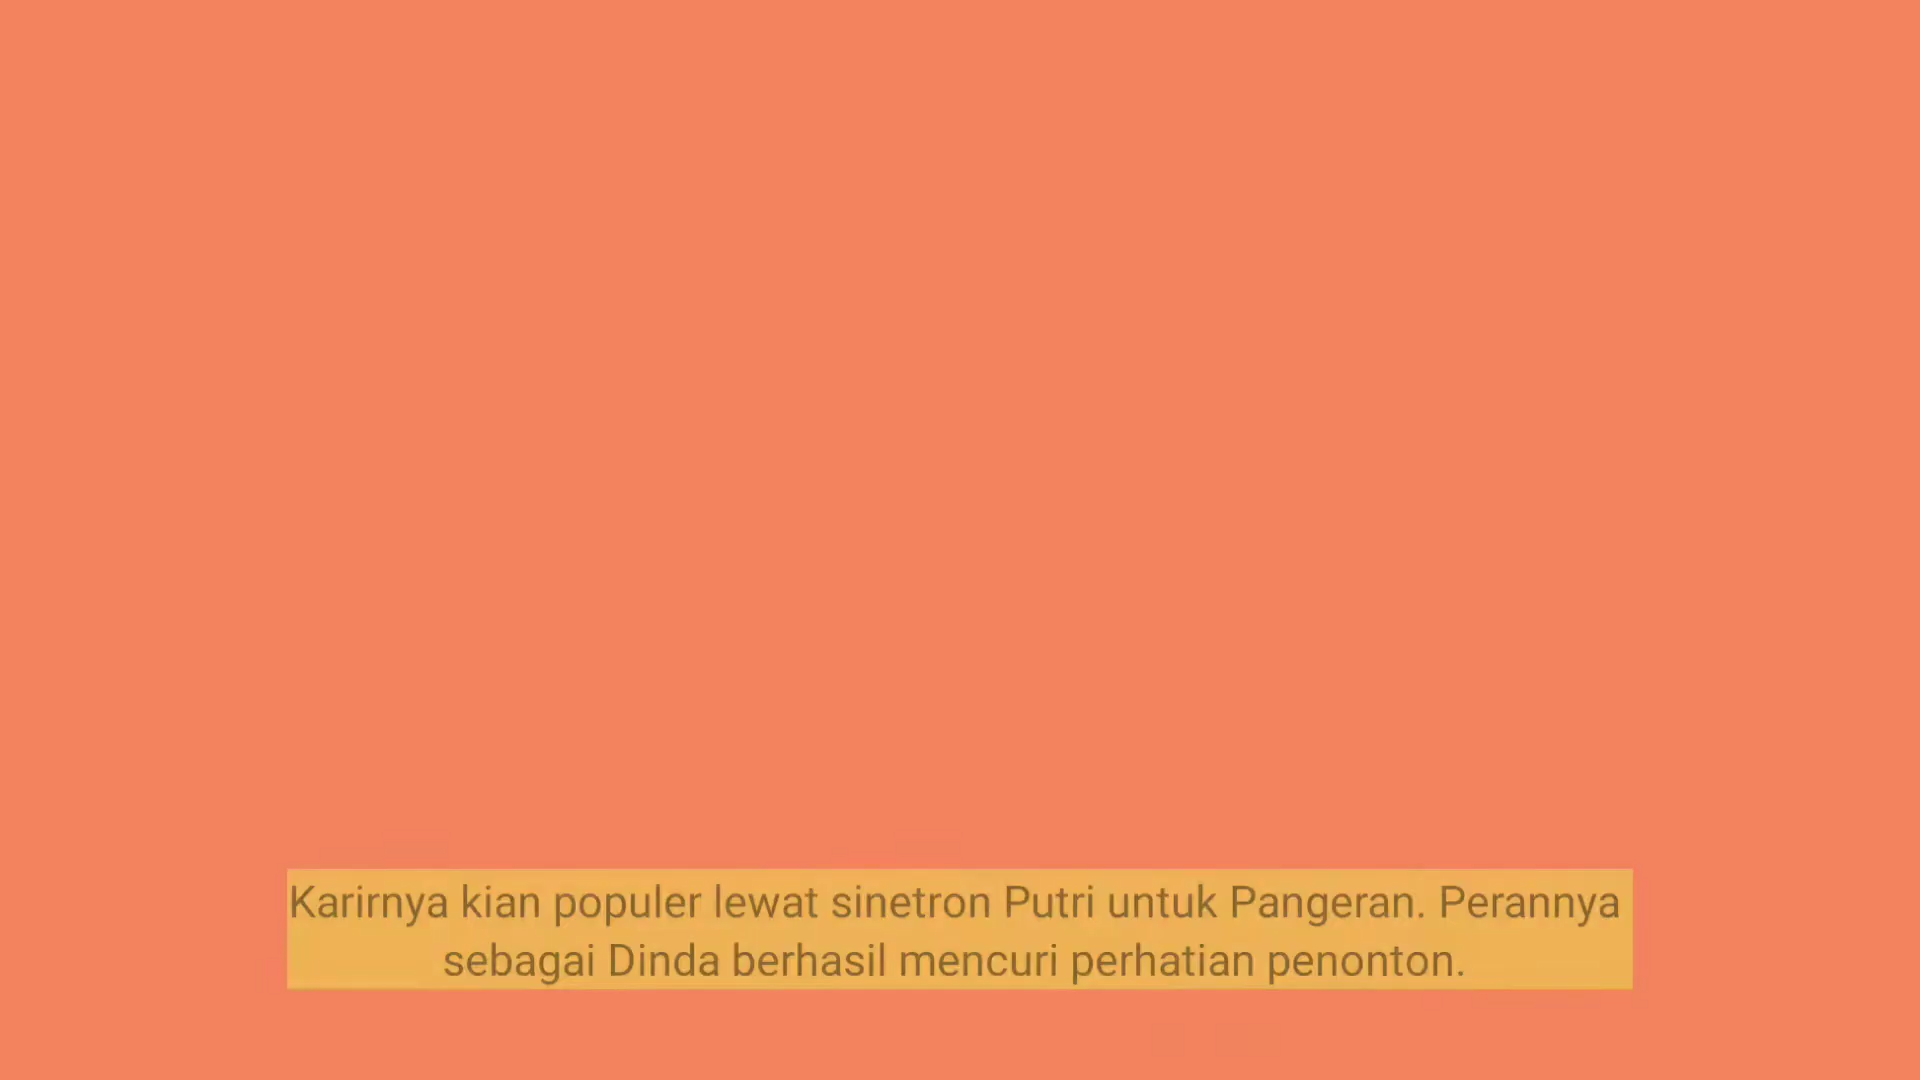 Karirnya kian populer lewat sinetron Putri untuk Pangeran. Perannya
sebagai Dinda berhasil mencuri perhatian penonton.